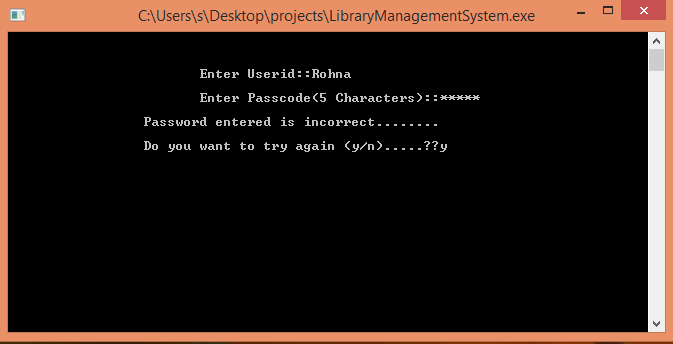 C:\Users\s\Desktop\projects\LibraryManagementSystem.exe
Enter Userid::Rohna
Enter Passcode(5 Characters)::*****
Password entered is incorrect........
Do you want to try again (y/n).....??y